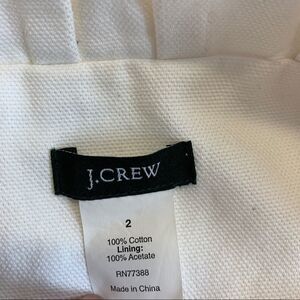 J.CREW
2
100% Cotton
Lining:
100% Acetate
RN77388
Made in China